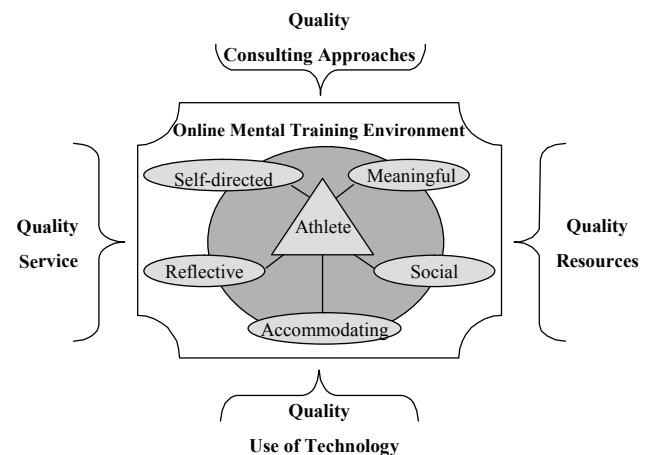 Quality
Consulting Approaches
Online Mental Training Environment
Self-directed
Meaningful
Athlete
Quality
Service
Quality
Resources
Reflective
Social
Accommodating
Quality
Use of Technology